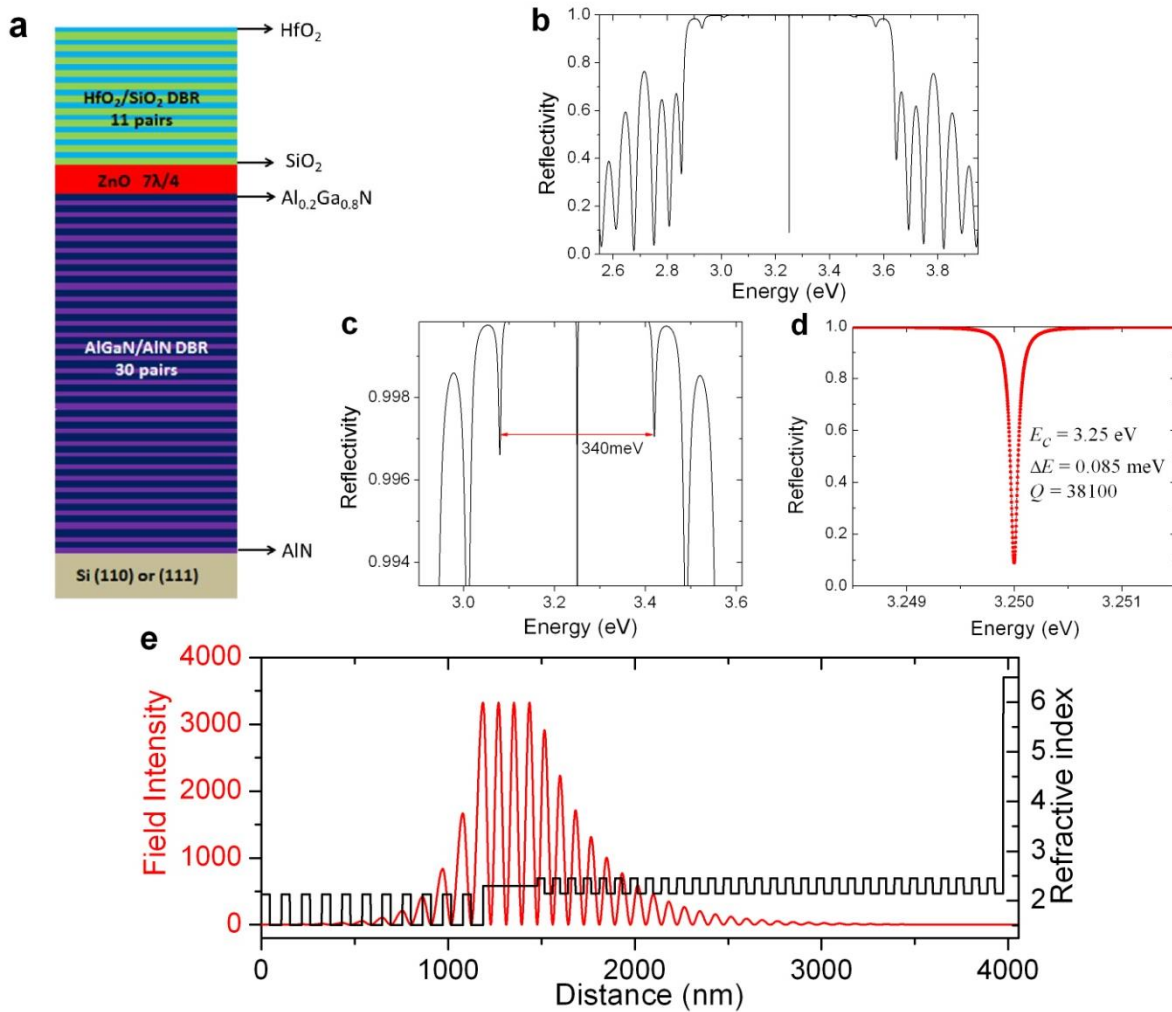 a
HfO₂
HfO₂/SiO₂ DBR
11 pairs
SiO₂
ZnO 7λ/4
Al₀.₂Ga₀.₈N
AlGaN/AlN DBR
30 pairs
AlN
Si (110) or (111)
b
1.0
0.8
0.6
0.4
0.2
0.0
Reflectivity
2.6 2.8 3.0 3.2 3.4 3.6 3.8
Energy (eV)
c
0.998
0.996
0.994
Reflectivity
340meV
3.0 3.2 3.4 3.6
Energy (eV)
d
1.0
0.8
0.6
0.4
0.2
0.0
Reflectivity
E_C = 3.25 eV
ΔE = 0.085 meV
Q = 38100
3.249 3.250 3.251
Energy (eV)
e
4000
3000
2000
1000
0
Field Intensity
6
5
4
3
2
Refractive index
0 1000 2000 3000 4000
Distance (nm)